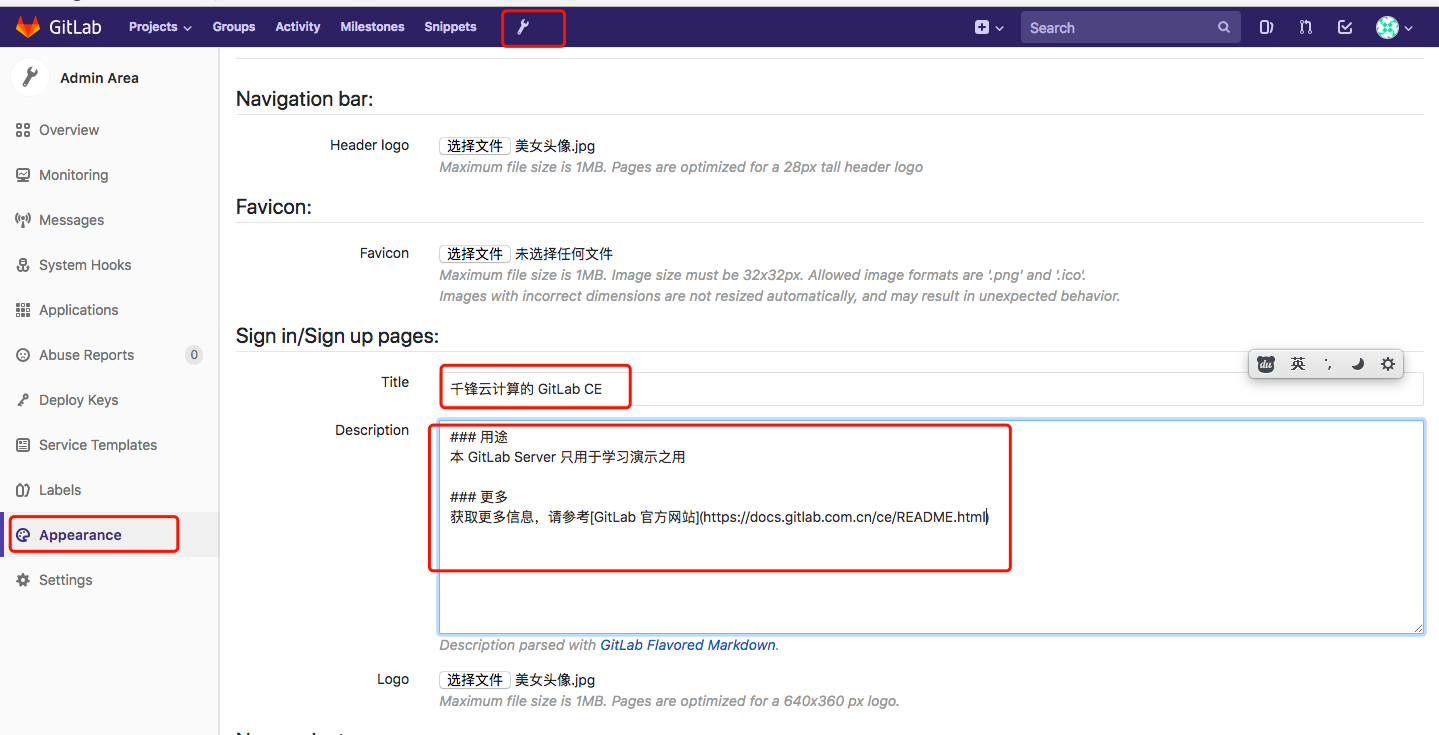 GitLab Projects Groups Activity Milestones Snippets Search
Admin Area
Overview
Monitoring
Messages
System Hooks
Applications
Abuse Reports 0
Deploy Keys
Service Templates
Labels
Appearance
Settings
Navigation bar:
Header logo 选择文件 美女头像.jpg
Maximum file size is 1MB. Pages are optimized for a 28px tall header logo
Favicon:
Favicon 选择文件 未选择任何文件
Maximum file size is 1MB. Image size must be 32x32px. Allowed image formats are '.png' and '.ico'.
Images with incorrect dimensions are not resized automatically, and may result in unexpected behavior.
Sign in/Sign up pages:
du 英 ；
Title 千锋云计算的 GitLab CE
Description ### 用途
本 GitLab Server 只用于学习演示之用
### 更多
获取更多信息，请参考[GitLab 官方网站](https://docs.gitlab.com.cn/ce/README.html)
Description parsed with GitLab Flavored Markdown.
Logo 选择文件 美女头像.jpg
Maximum file size is 1MB. Pages are optimized for a 640x360 px logo.